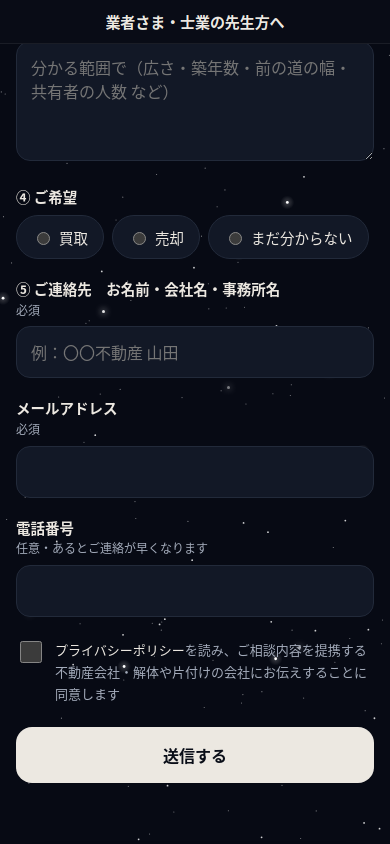 業者さま・士業の先生方へ
分かる範囲で（広さ・築年数・前の道の幅・
共有者の人数 など）
④ ご希望
買取
売却
まだ分からない
⑤ ご連絡先　お名前・会社名・事務所名
必須
例：〇〇不動産 山田
メールアドレス
必須
電話番号
任意・あるとご連絡が早くなります
プライバシーポリシーを読み、ご相談内容を提携する
不動産会社・解体や片付けの会社にお伝えすることに
同意します
送信する